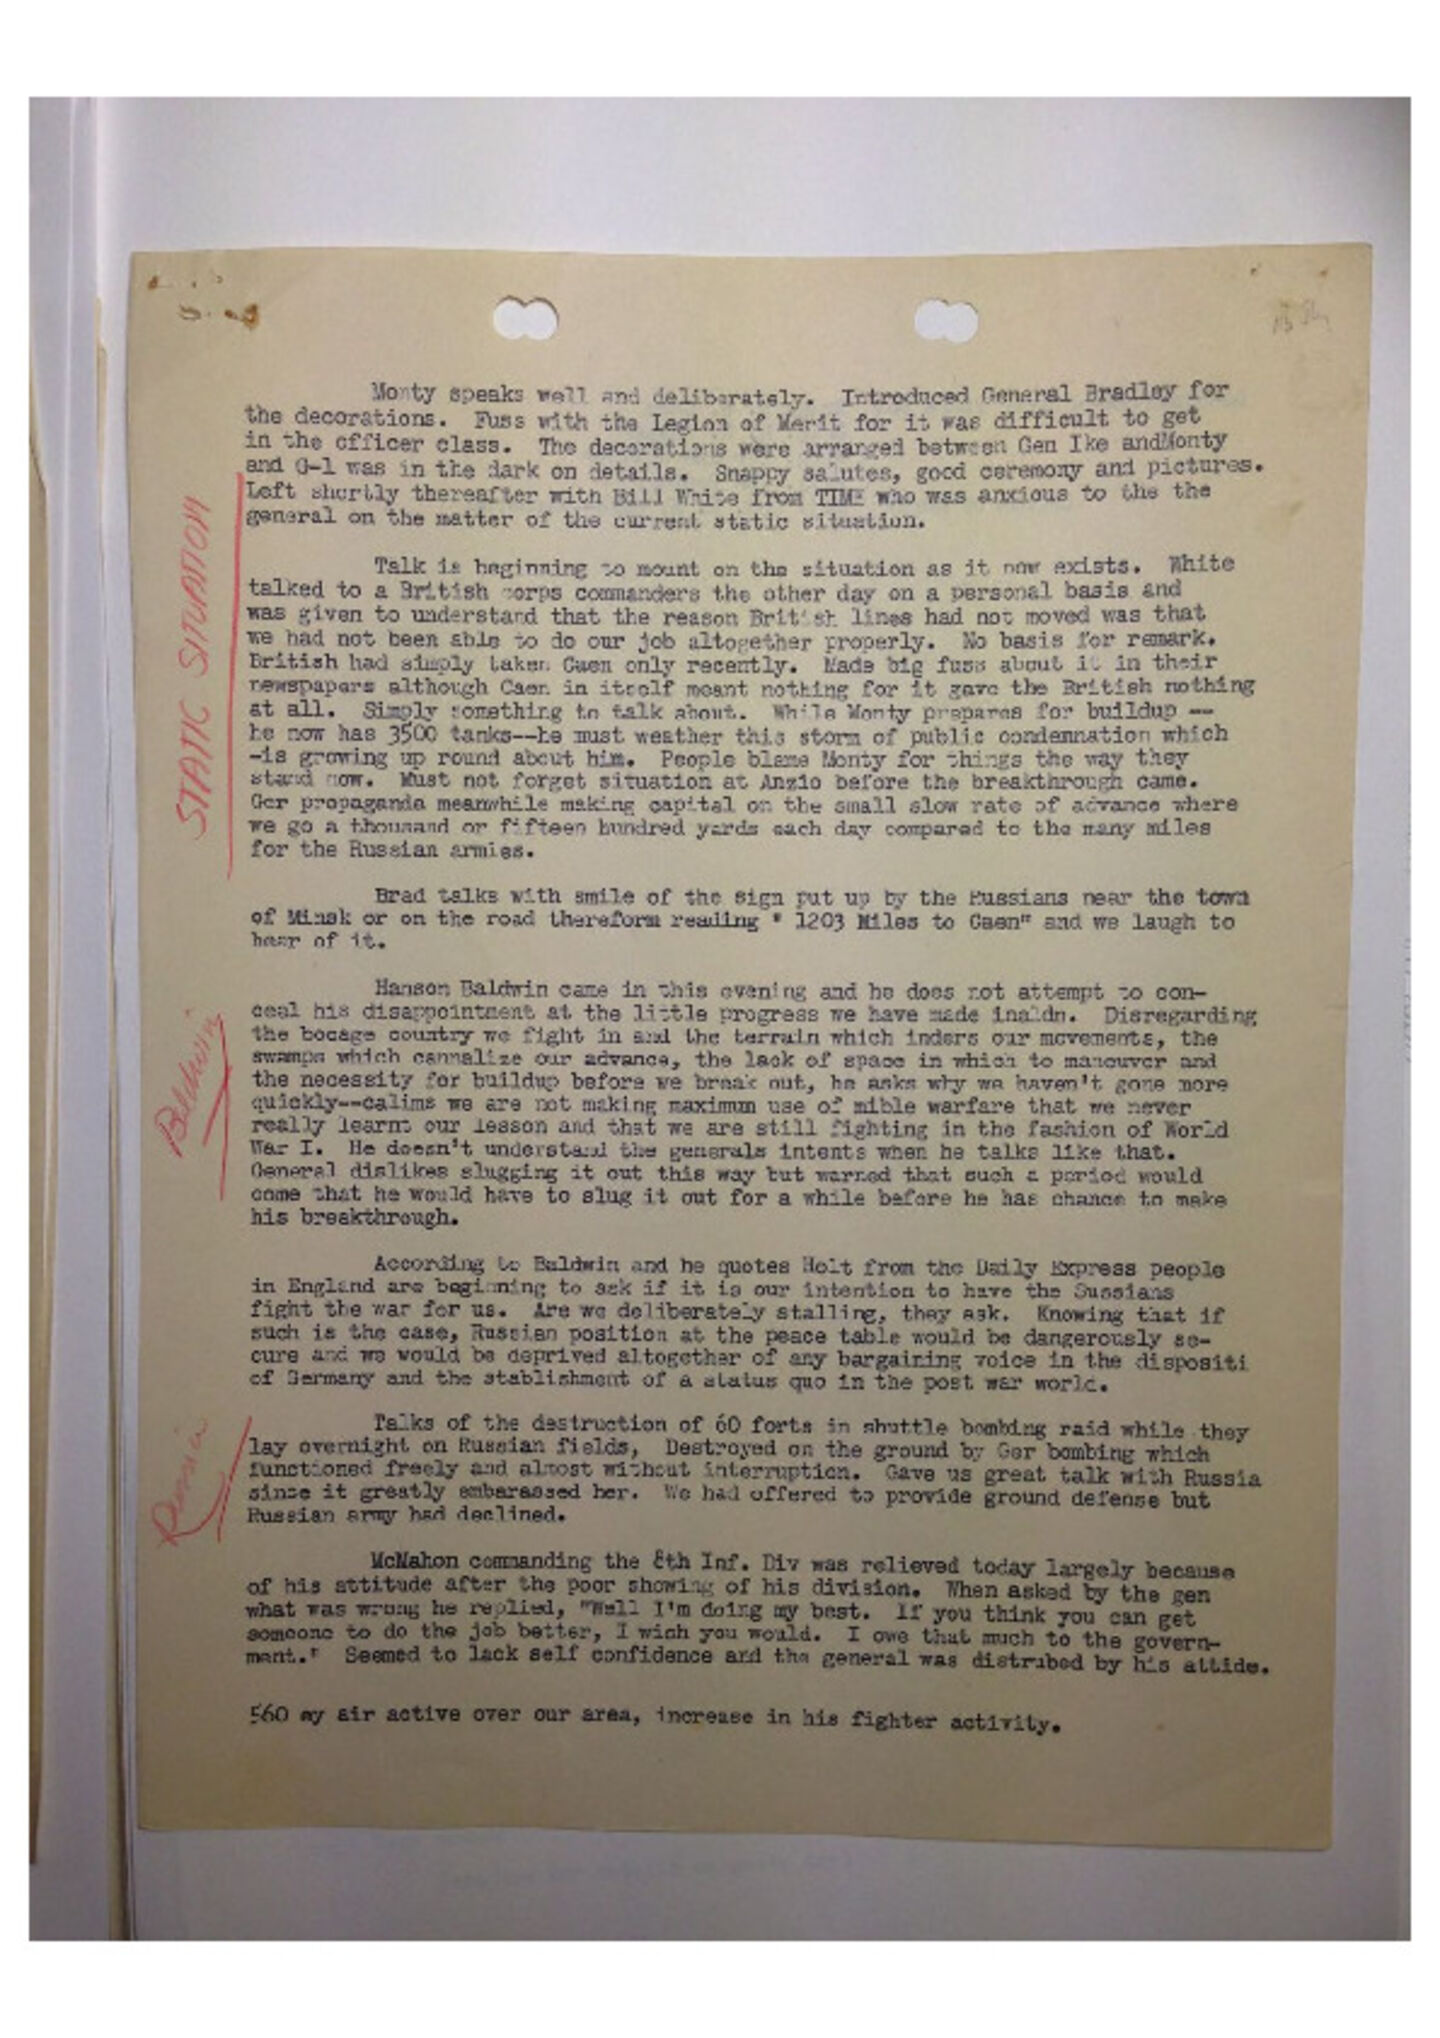 Monty speaks well and deliberately. Introduced General Bradley for
the decorations. Fuss with the Legion of Merit for it was difficult to get
in the officer class. The decorations were arranged between Gen Ike andMonty
and G-1 was in the dark on details. Snappy salutes, good ceremony and pictures.
Left shortly thereafter with Bill White from TIME who was anxious to the the
general on the matter of the current static situation.
STATIC SITUATION
Talk is beginning to mount on the situation as it now exists. White
talked to a British corps commanders the other day on a personal basis and
was given to understand that the reason British lines had not moved was that
we had not been able to do our job altogether properly. No basis for remark.
British had simply taken Caen only recently. Made big fuss about it in their
newspapers although Caen in itself meant nothing for it gave the British nothing
at all. Simply something to talk about. While Monty prepares for buildup --
he now has 3500 tanks--he must weather this storm of public condemnation which
-is growing up round about him. People blame Monty for things the way they
stand now. Must not forget situation at Anzio before the breakthrough came.
Ger propaganda meanwhile making capital on the small slow rate of advance where
we go a thousand or fifteen hundred yards each day compared to the many miles
for the Russian armies.
Brad talks with smile of the sign put up by the Russians near the town
of Minsk or on the road thereform reading " 1203 Miles to Caen" and we laugh to
hear of it.
Baldwin
Hanson Baldwin came in this evening and he does not attempt to con-
ceal his disappointment at the little progress we have made inaldn. Disregarding
the bocage country we fight in and the terrain which inders our movements, the
swamps which cannalize our advance, the lack of space in which to maneuver and
the necessity for buildup before we break out, he asks why we haven't gone more
quickly--calims we are not making maximum use of mible warfare that we never
really learnt our lesson and that we are still fighting in the fashion of World
War I. He doesn't understand the generals intents when he talks like that.
General dislikes slugging it out this way but warned that such a period would
come that he would have to slug it out for a while before he has chance to make
his breakthrough.
According to Baldwin and he quotes Holt from the Daily Express people
in England are beginning to ask if it is our intention to have the Sussians
fight the war for us. Are we deliberately stalling, they ask. Knowing that if
such is the case, Russian position at the peace table would be dangerously se-
cure and we would be deprived altogether of any bargaining voice in the dispositi
of Germany and the stablishment of a status quo in the post war world.
Russia
Talks of the destruction of 60 forts in shuttle bombing raid while they
lay overnight on Russian fields, Destroyed on the ground by Ger bombing which
functioned freely and almost without interruption. Gave us great talk with Russia
since it greatly embarassed her. We had offered to provide ground defense but
Russian army had declined.
McMahon commanding the 8th Inf. Div was relieved today largely because
of his attitude after the poor showing of his division. When asked by the gen
what was wrong he replied, "Well I'm doing my best. If you think you can get
someone to do the job better, I wish you would. I owe that much to the govern-
ment." Seemed to lack self confidence and the general was distrubed by his attide.
560 my air active over our area, increase in his fighter activity.